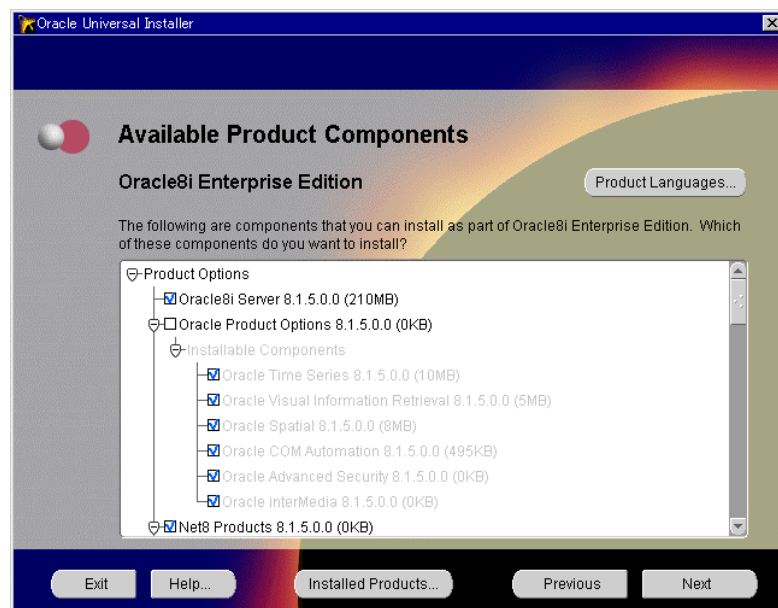 Oracle Universal Installer
Available Product Components
Oracle8i Enterprise Edition
Product Languages...
The following are components that you can install as part of Oracle8i Enterprise Edition. Which
of these components do you want to install?
Product Options
Oracle8i Server 8.1.5.0.0 (210MB)
Oracle Product Options 8.1.5.0.0 (0KB)
Installable Components
Oracle Time Series 8.1.5.0.0 (10MB)
Oracle Visual Information Retrieval 8.1.5.0.0 (5MB)
Oracle Spatial 8.1.5.0.0 (8MB)
Oracle COM Automation 8.1.5.0.0 (495KB)
Oracle Advanced Security 8.1.5.0.0 (0KB)
Oracle interMedia 8.1.5.0.0 (0KB)
Net8 Products 8.1.5.0.0 (0KB)
Exit
Help...
Installed Products...
Previous
Next